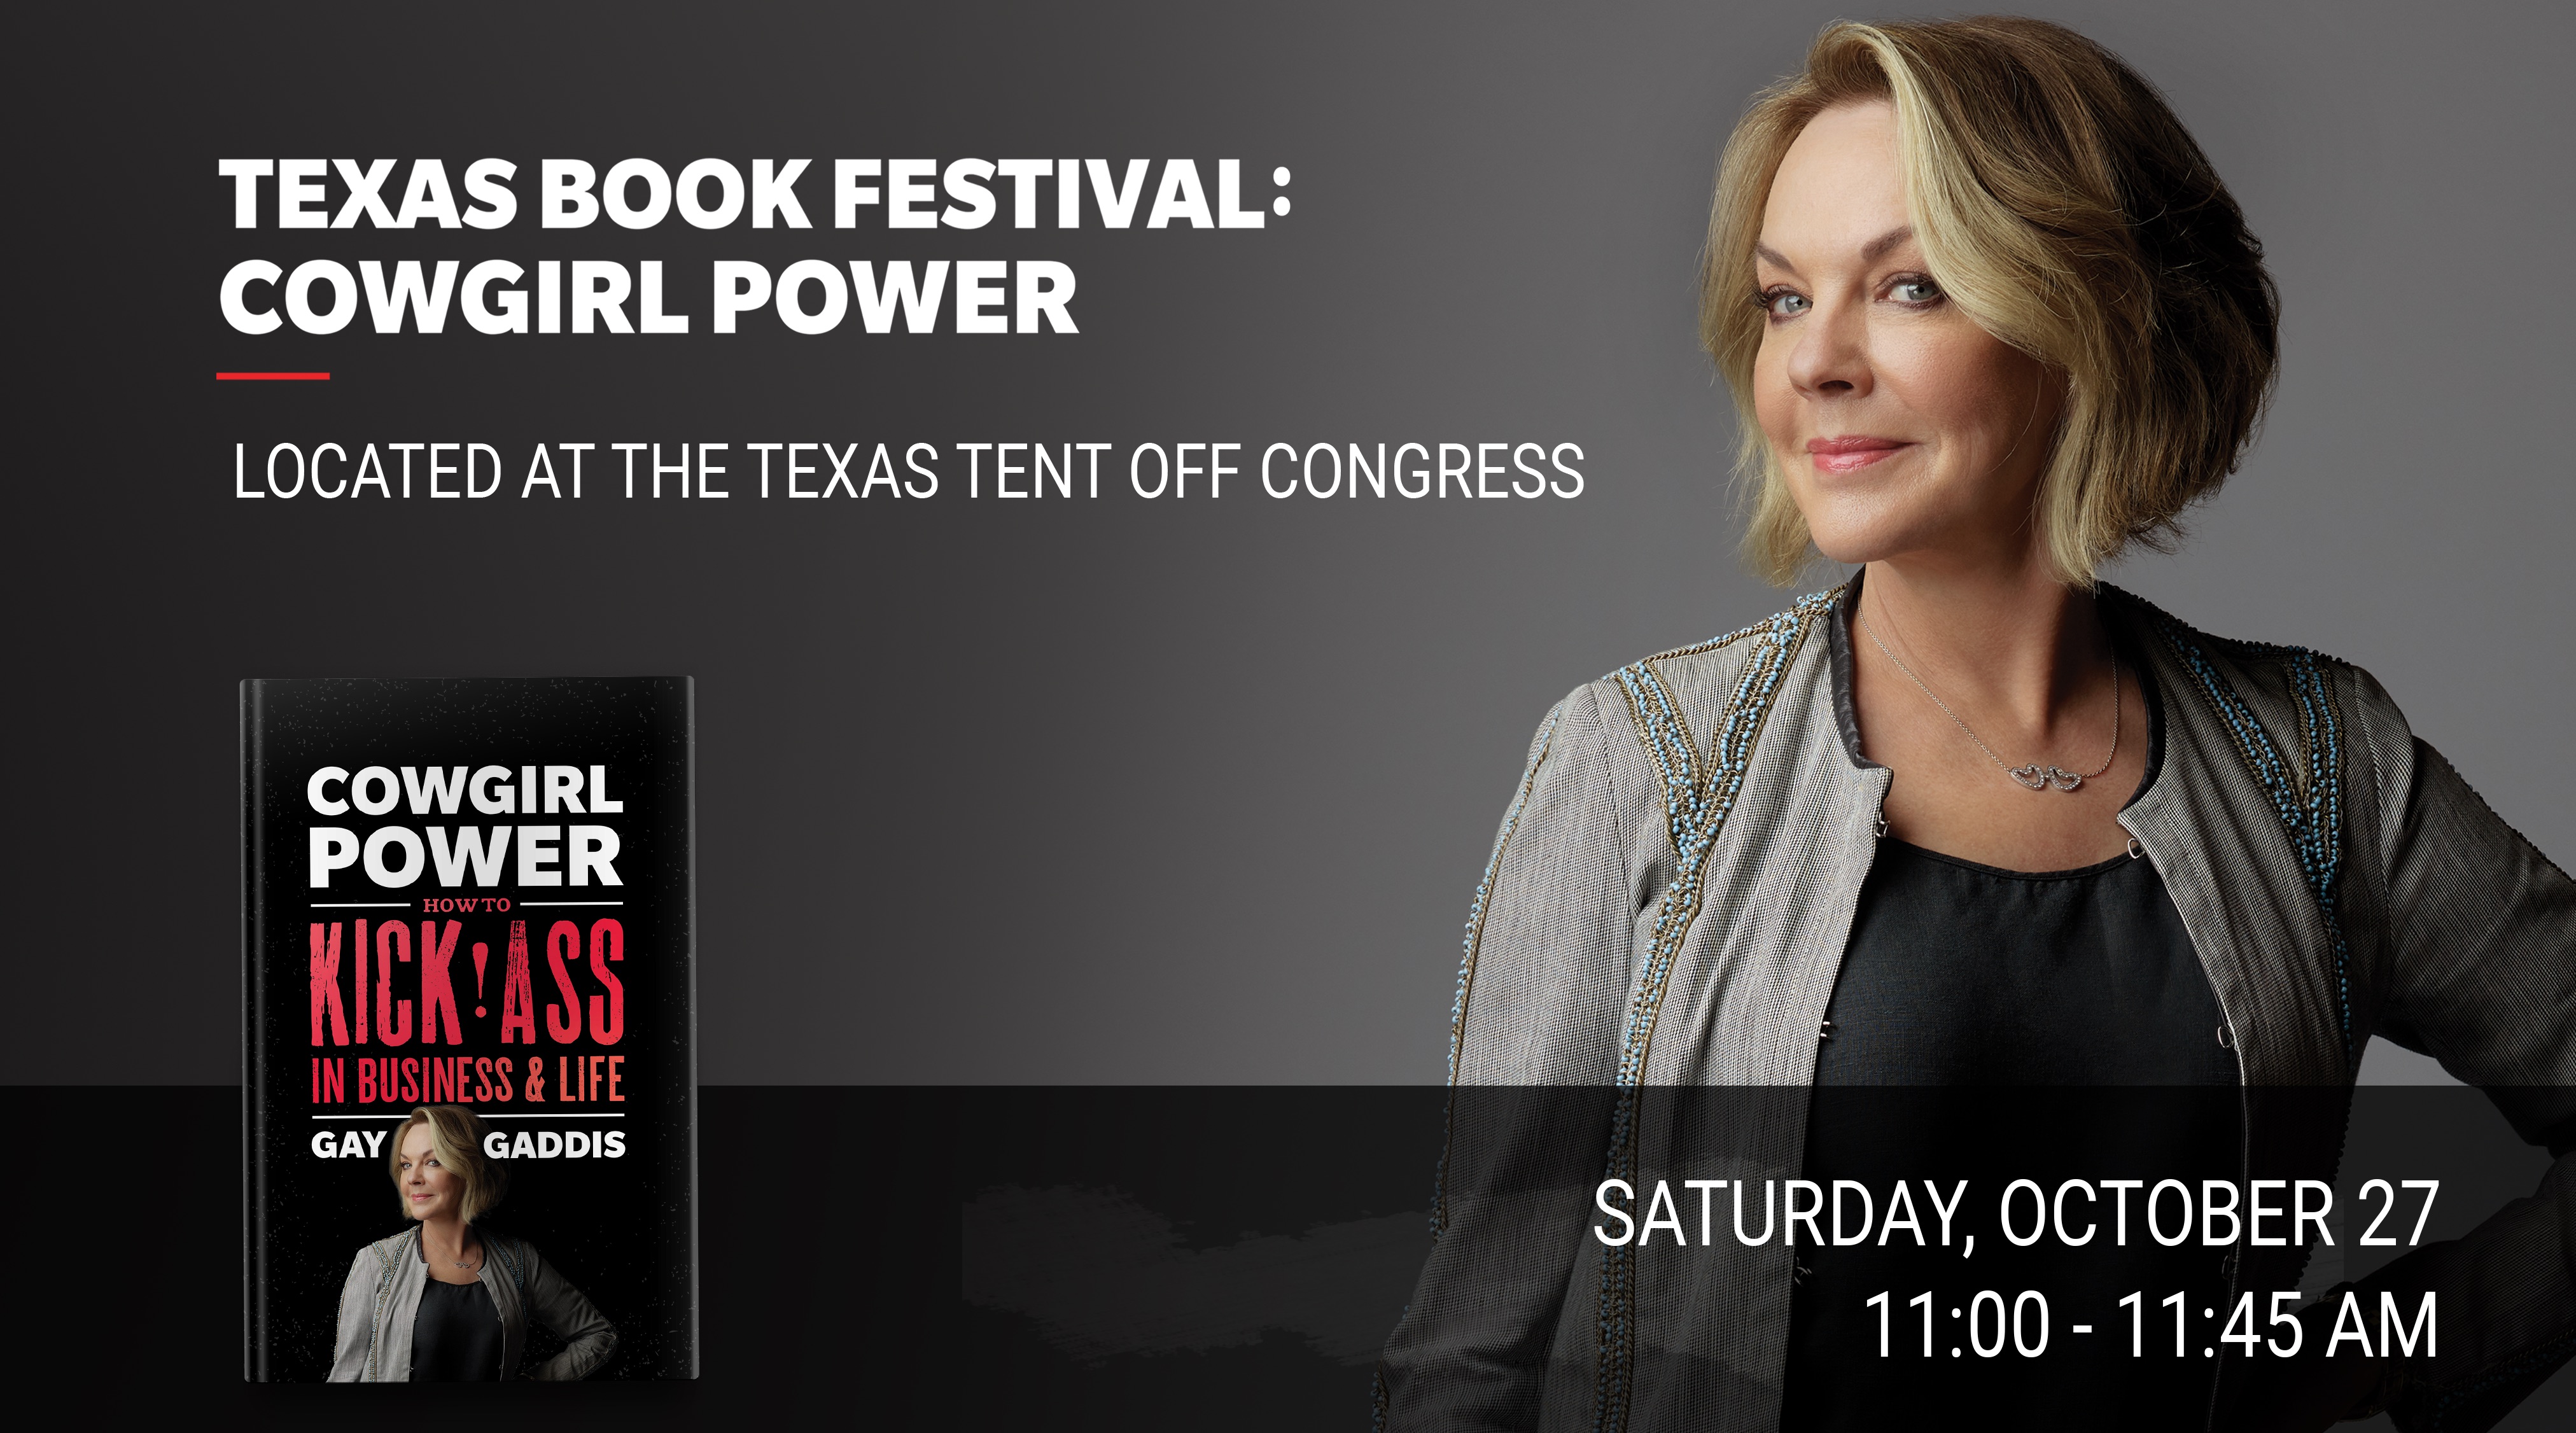 TEXAS BOOK FESTIVAL:
COWGIRL POWER
LOCATED AT THE TEXAS TENT OFF CONGRESS
COWGIRL
POWER
HOW TO
KICK!ASS
IN BUSINESS & LIFE
GAY GADDIS
SATURDAY, OCTOBER 27
11:00 - 11:45 AM